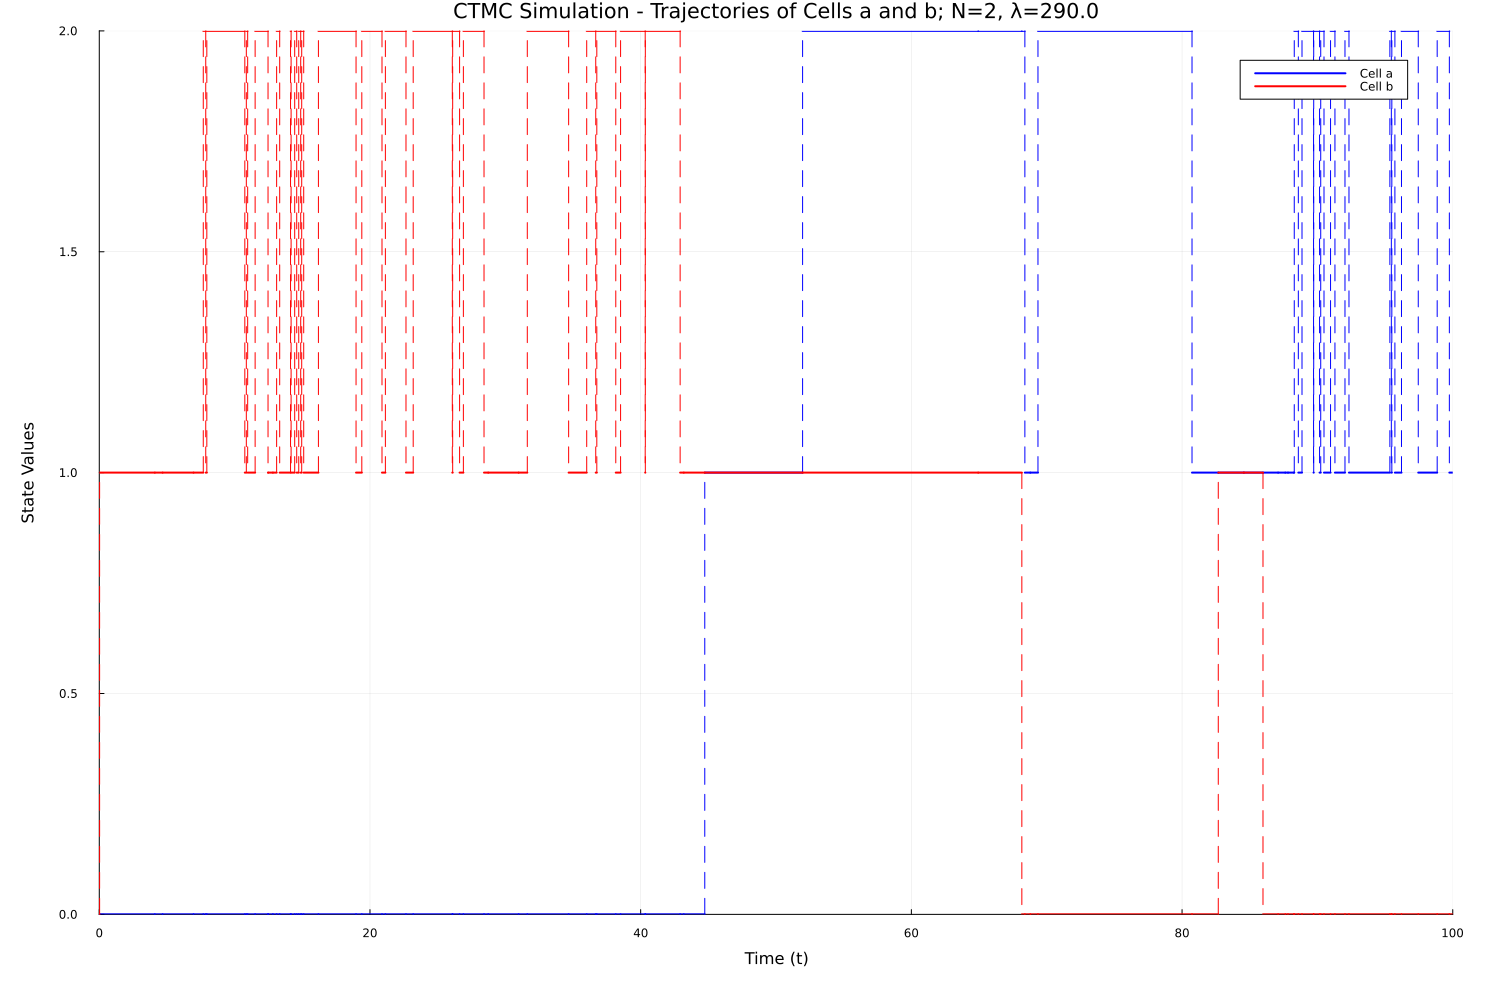 CTMC Simulation - Trajectories of Cells a and b; N=2, λ=290.0
2.0
Cell a
Cell b
1.5
1.0
State Values
0.5
0.0
0 20 40 60 80 100
Time (t)